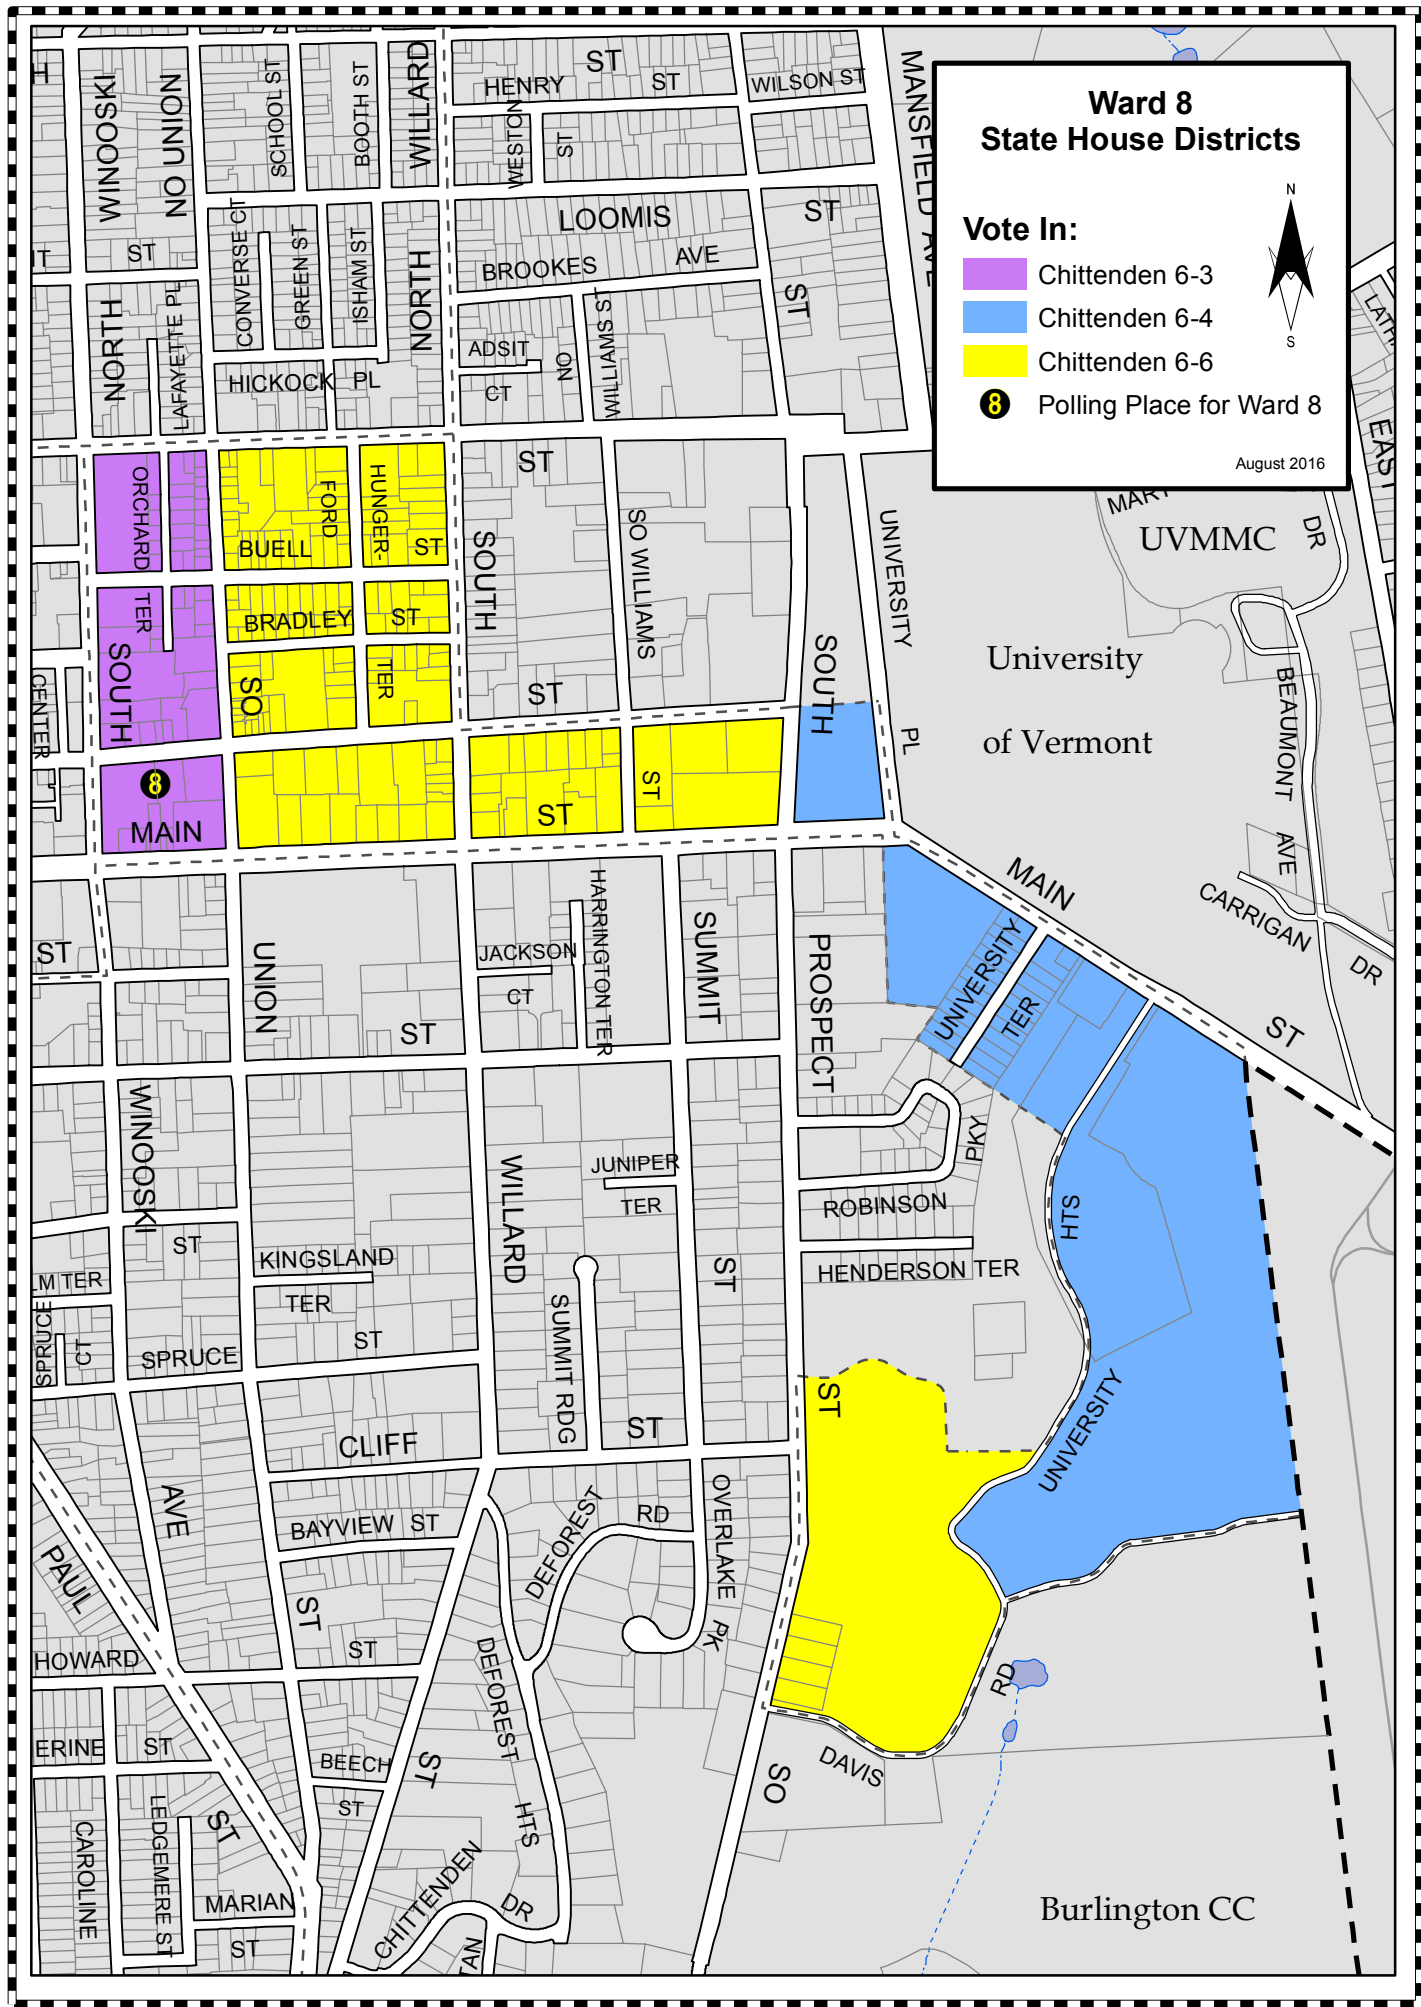 Ward 8
State House Districts
Vote In:
N
S
Chittenden 6-3
Chittenden 6-4
Chittenden 6-6
8 Polling Place for Ward 8
August 2016
WINOOSKI
NO UNION
SCHOOL ST
BOOTH ST
WILLARD
HENRY
ST
ST
WILSON ST
WESTON
ST
MANSFIELD AVE
LOOMIS
ST
BROOKES
AVE
ST
ST
CONVERSE CT
GREEN ST
ISHAM ST
NORTH
NORTH
LAFAYETTE PL
HICKOCK PL
ADSIT
CT
NO
WILLIAMS ST
EAST
ORCHARD
TER
FORD
HUNGER-
TER
BUELL
ST
BRADLEY
ST
SOUTH
SO
SOUTH
ST
ST
SO WILLIAMS
ST
SOUTH
UNIVERSITY
PL
UVMMC
DR
University
of Vermont
BEAUMONT
AVE
CARRIGAN
DR
CENTER
8
MAIN
ST
MAIN
ST
ST
UNION
ST
JACKSON
CT
HARRINGTON TER
SUMMIT
ST
PROSPECT
ST
UNIVERSITY
TER
WINOOSKI
AVE
WILLARD
ST
JUNIPER
TER
PKY
ROBINSON
HENDERSON TER
HTS
UNIVERSITY
ST
KINGSLAND
TER
ST
SPRUCE
SPRUCE
CT
SUMMIT RDG
CLIFF
ST
BAYVIEW ST
DEFOREST
RD
OVERLAKE
PK
PAUL
ST
HOWARD
ST
ST
DEFOREST
HTS
RD
DAVIS
SO
ST
BEECH
ST
CAROLINE
LEDGEMERE ST
MARIAN
ST
CHITTENDEN
DR
Burlington CC